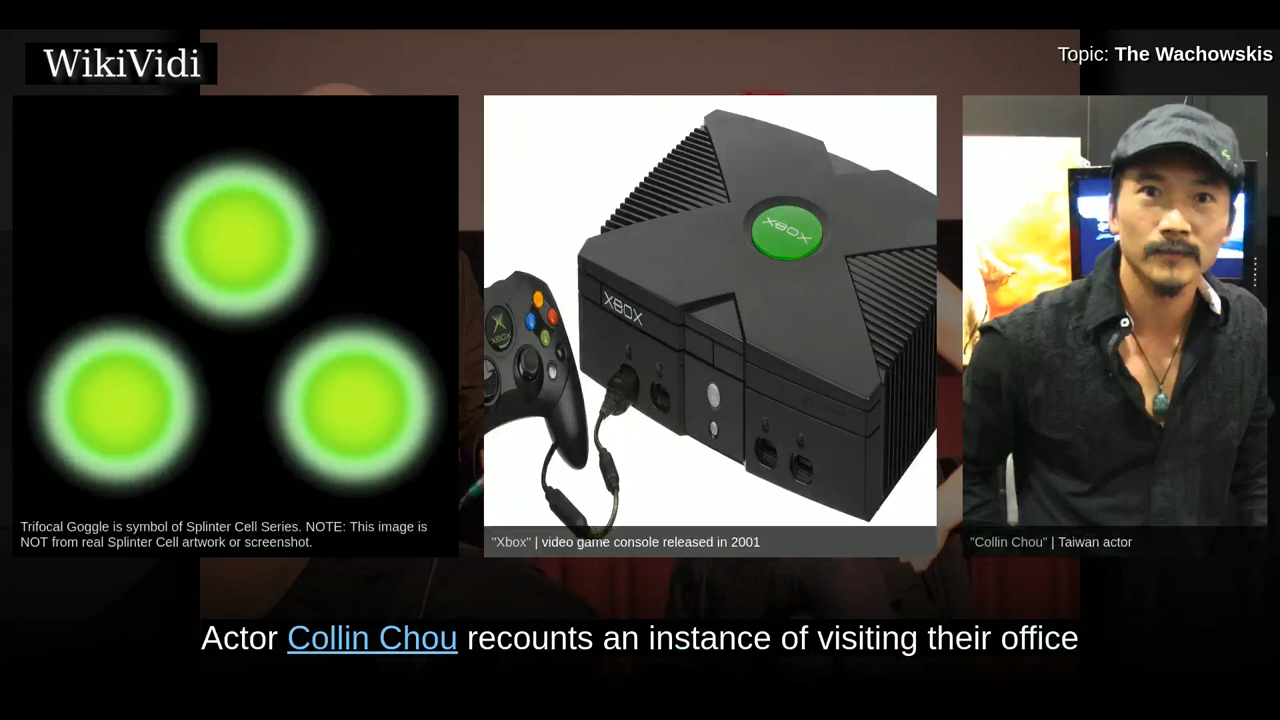 WikiVidi
Topic: The Wachowskis
Trifocal Goggle is symbol of Splinter Cell Series. NOTE: This image is
NOT from real Splinter Cell artwork or screenshot.
XBOX
XBOX
XBOX
"Xbox" | video game console released in 2001
"Collin Chou" | Taiwan actor
Actor Collin Chou recounts an instance of visiting their office